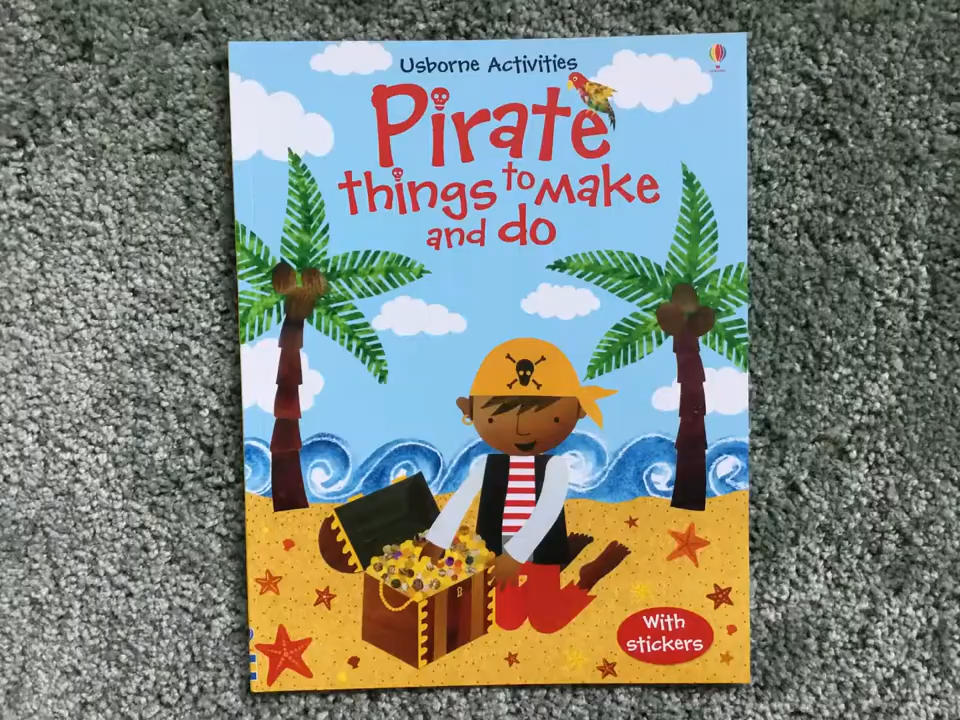 Usborne Activities
Pirate
things to make
and do
With
stickers